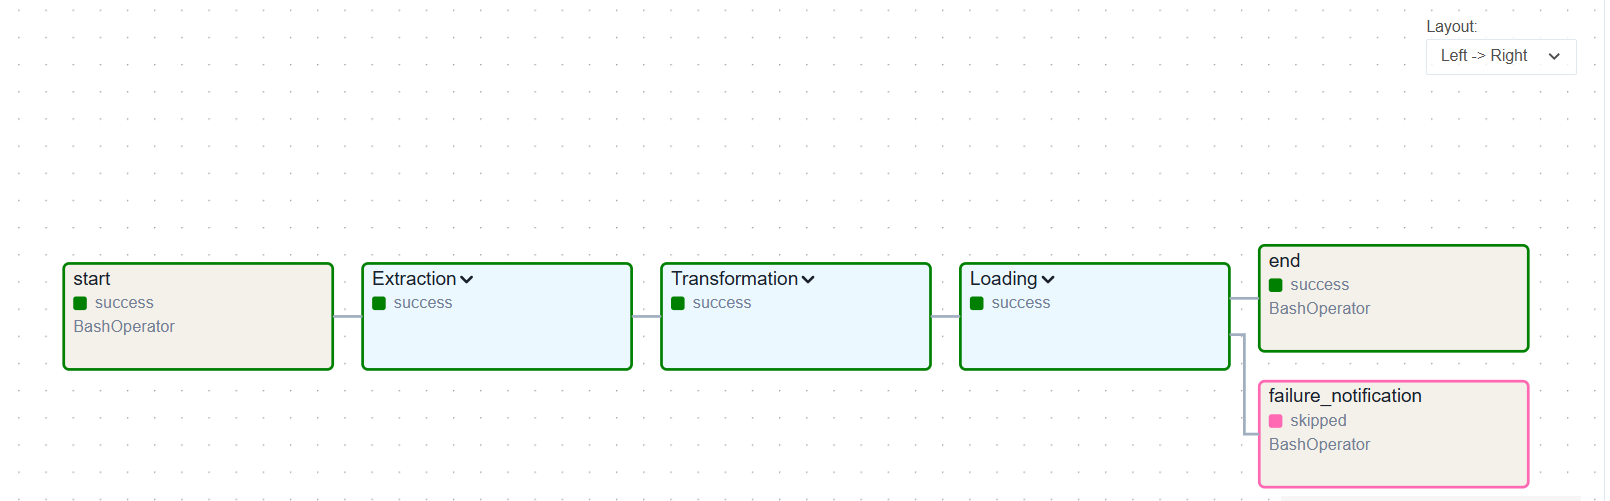 Layout:
Left -> Right
start
success
BashOperator
Extraction
success
Transformation
success
Loading
success
end
success
BashOperator
failure_notification
skipped
BashOperator